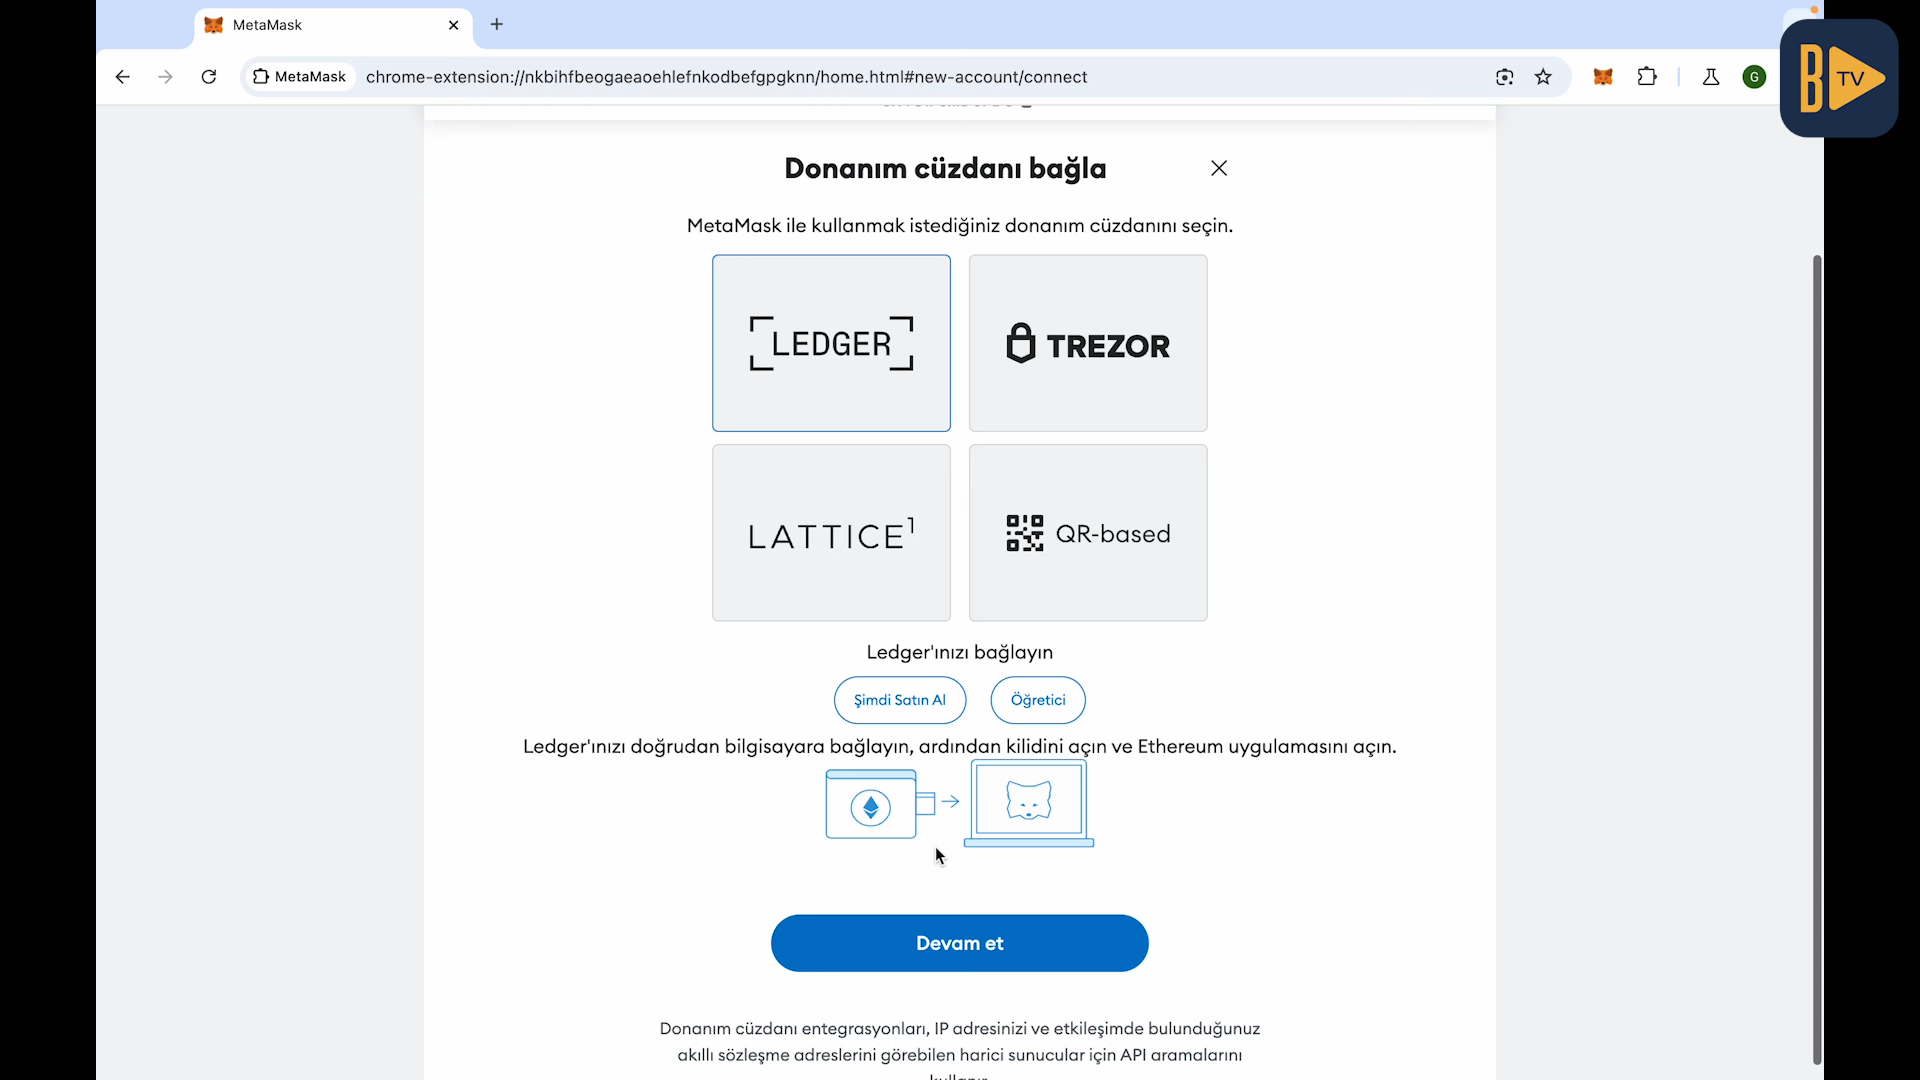 MetaMask
MetaMask
chrome-extension://nkbihfbeogaeaoehlefnkodbefgpgknn/home.html#new-account/connect
G
B TV
Donanım cüzdanı bağla
MetaMask ile kullanmak istediğiniz donanım cüzdanını seçin.
LEDGER
TREZOR
LATTICE1
QR-based
Ledger'ınızı bağlayın
Şimdi Satın Al
Öğretici
Ledger'ınızı doğrudan bilgisayara bağlayın, ardından kilidini açın ve Ethereum uygulamasını açın.
Devam et
Donanım cüzdanı entegrasyonları, IP adresinizi ve etkileşimde bulunduğunuz
akıllı sözleşme adreslerini görebilen harici sunucular için API aramalarını